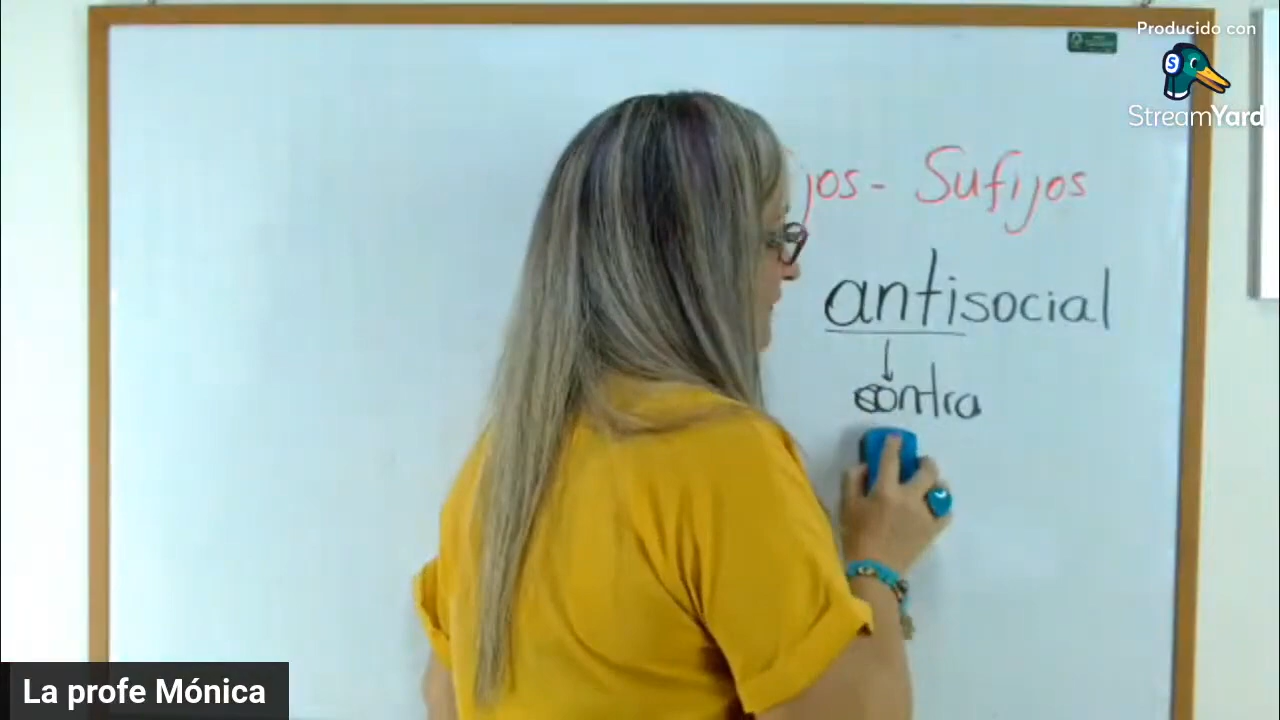 Producido con
StreamYard
jos - Sufijos
antisocial
contra
La profe Mónica